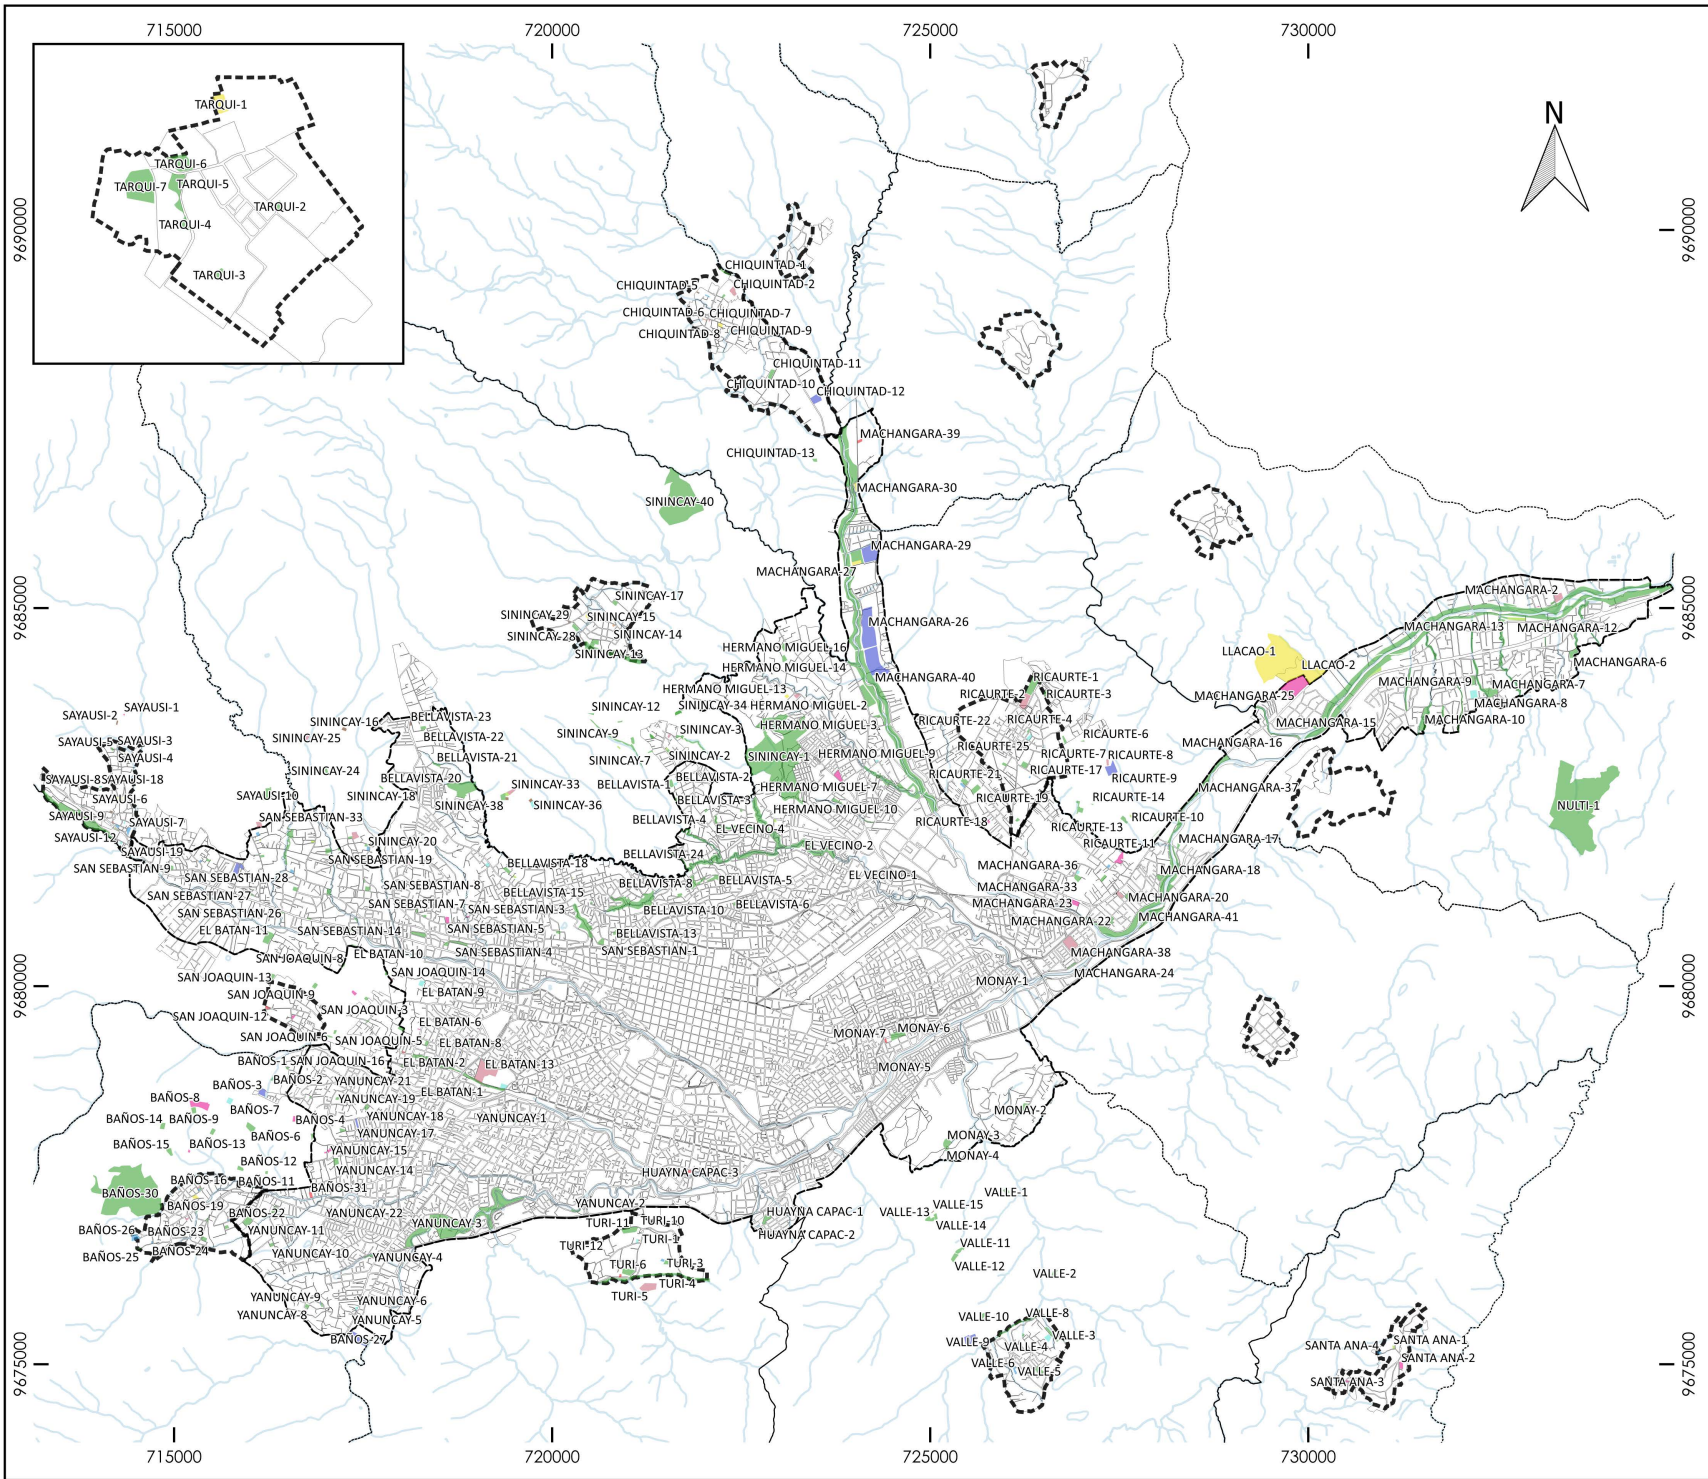 715000
720000
725000
730000
N
TARQUI-1
TARQUI-6
TARQUI-7
TARQUI-5
TARQUI-2
TARQUI-4
TARQUI-3
9690000
9690000
CHIQUINTAD-1
CHIQUINTAD-5
CHIQUINTAD-2
CHIQUINTAD-6
CHIQUINTAD-7
CHIQUINTAD-8
CHIQUINTAD-9
CHIQUINTAD-11
CHIQUINTAD-10
CHIQUINTAD-12
MACHANGARA-39
CHIQUINTAD-13
MACHANGARA-30
SININCAY-40
MACHANGARA-29
MACHANGARA-27
9685000
9685000
MACHANGARA-2
SININCAY-17
SININCAY-29
SININCAY-15
MACHANGARA-26
MACHANGARA-13
MACHANGARA-12
SININCAY-28
SININCAY-14
SININCAY-13
HERMANO MIGUEL-16
HERMANO MIGUEL-14
LLACAO-1
LLACAO-2
MACHANGARA-6
MACHANGARA-40
RICAURTE-1
HERMANO MIGUEL-13
RICAURTE-2
RICAURTE-3
MACHANGARA-25
MACHANGARA-9
MACHANGARA-7
MACHANGARA-8
SININCAY-12
SININCAY-34
HERMANO MIGUEL-2
SAYAUSI-1
SAYAUSI-2
SININCAY-16
BELLAVISTA-23
RICAURTE-22
RICAURTE-4
MACHANGARA-15
MACHANGARA-10
SININCAY-25
BELLAVISTA-22
SININCAY-9
SININCAY-3
HERMANO MIGUEL-3
RICAURTE-6
MACHANGARA-16
SAYAUSI-5
SAYAUSI-3
SAYAUSI-4
BELLAVISTA-21
SININCAY-7
SININCAY-2
SININCAY-1
HERMANO MIGUEL-9
RICAURTE-25
RICAURTE-7
RICAURTE-8
SININCAY-24
SAYAUSI-8
SAYAUSI-18
BELLAVISTA-20
SININCAY-33
BELLAVISTA-1
BELLAVISTA-2
HERMANO MIGUEL-7
RICAURTE-21
RICAURTE-17
RICAURTE-9
MACHANGARA-37
SAYAUSI-6
SAYAUSI-10
SININCAY-18
SININCAY-38
SININCAY-36
BELLAVISTA-3
HERMANO MIGUEL-10
RICAURTE-19
RICAURTE-14
NULTI-1
SAYAUSI-9
SAYAUSI-7
SAN SEBASTIAN-33
BELLAVISTA-4
EL VECINO-4
RICAURTE-18
RICAURTE-13
RICAURTE-10
SAYAUSI-12
SININCAY-20
EL VECINO-2
RICAURTE-11
MACHANGARA-17
SAYAUSI-19
SAN SEBASTIAN-19
BELLAVISTA-18
BELLAVISTA-24
MACHANGARA-36
MACHANGARA-18
SAN SEBASTIAN-9
SAN SEBASTIAN-28
SAN SEBASTIAN-8
BELLAVISTA-15
BELLAVISTA-8
BELLAVISTA-5
EL VECINO-1
MACHANGARA-33
SAN SEBASTIAN-27
SAN SEBASTIAN-7
SAN SEBASTIAN-3
BELLAVISTA-10
BELLAVISTA-6
MACHANGARA-23
MACHANGARA-20
SAN SEBASTIAN-26
MACHANGARA-22
MACHANGARA-41
EL BATAN-11
SAN SEBASTIAN-14
SAN SEBASTIAN-5
BELLAVISTA-13
SAN JOAQUIN-8
EL BATAN-10
SAN SEBASTIAN-4
SAN SEBASTIAN-1
MACHANGARA-38
SAN JOAQUIN-13
SAN JOAQUIN-14
MONAY-1
MACHANGARA-24
9680000
9680000
SAN JOAQUIN-9
EL BATAN-9
SAN JOAQUIN-12
SAN JOAQUIN-3
EL BATAN-6
MONAY-7
MONAY-6
SAN JOAQUIN-6
SAN JOAQUIN-5
EL BATAN-8
BAÑOS-1
SAN JOAQUIN-16
EL BATAN-2
EL BATAN-13
MONAY-5
BAÑOS-3
BAÑOS-2
YANUNCAY-21
EL BATAN-1
BAÑOS-8
BAÑOS-7
YANUNCAY-19
MONAY-2
BAÑOS-14
BAÑOS-9
BAÑOS-4
YANUNCAY-18
YANUNCAY-1
BAÑOS-6
YANUNCAY-17
MONAY-3
BAÑOS-15
BAÑOS-13
YANUNCAY-15
MONAY-4
BAÑOS-12
YANUNCAY-14
HUAYNA CAPAC-3
BAÑOS-16
BAÑOS-11
BAÑOS-31
BAÑOS-30
VALLE-1
BAÑOS-19
BAÑOS-22
YANUNCAY-22
YANUNCAY-2
HUAYNA CAPAC-1
VALLE-13
VALLE-15
BAÑOS-26
BAÑOS-23
YANUNCAY-11
YANUNCAY-3
TURI-11
TURI-10
HUAYNA CAPAC-2
VALLE-14
BAÑOS-25
BAÑOS-24
YANUNCAY-10
YANUNCAY-4
TURI-12
TURI-1
VALLE-11
TURI-6
TURI-3
VALLE-12
VALLE-2
YANUNCAY-9
YANUNCAY-6
TURI-5
TURI-4
YANUNCAY-8
YANUNCAY-5
VALLE-10
VALLE-8
BAÑOS-27
VALLE-9
VALLE-4
VALLE-3
VALLE-6
VALLE-5
SANTA ANA-4
SANTA ANA-1
SANTA ANA-2
SANTA ANA-3
9675000
9675000
715000
720000
725000
730000